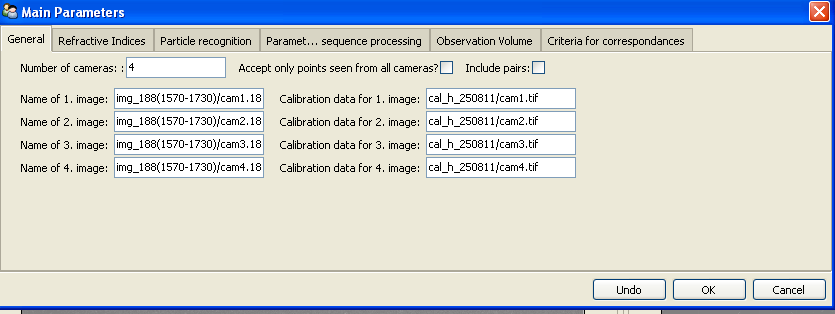 Main Parameters
General Refractive Indices Particle recognition Paramet... sequence processing Observation Volume Criteria for correspondances
Number of cameras: : 4 Accept only points seen from all cameras? Include pairs:
Name of 1. image: img_188(1570-1730)/cam1.18 Calibration data for 1. image: cal_h_250811/cam1.tif
Name of 2. image: img_188(1570-1730)/cam2.18 Calibration data for 2. image: cal_h_250811/cam2.tif
Name of 3. image: img_188(1570-1730)/cam3.18 Calibration data for 3. image: cal_h_250811/cam3.tif
Name of 4. image: img_188(1570-1730)/cam4.18 Calibration data for 4. image: cal_h_250811/cam4.tif
Undo OK Cancel